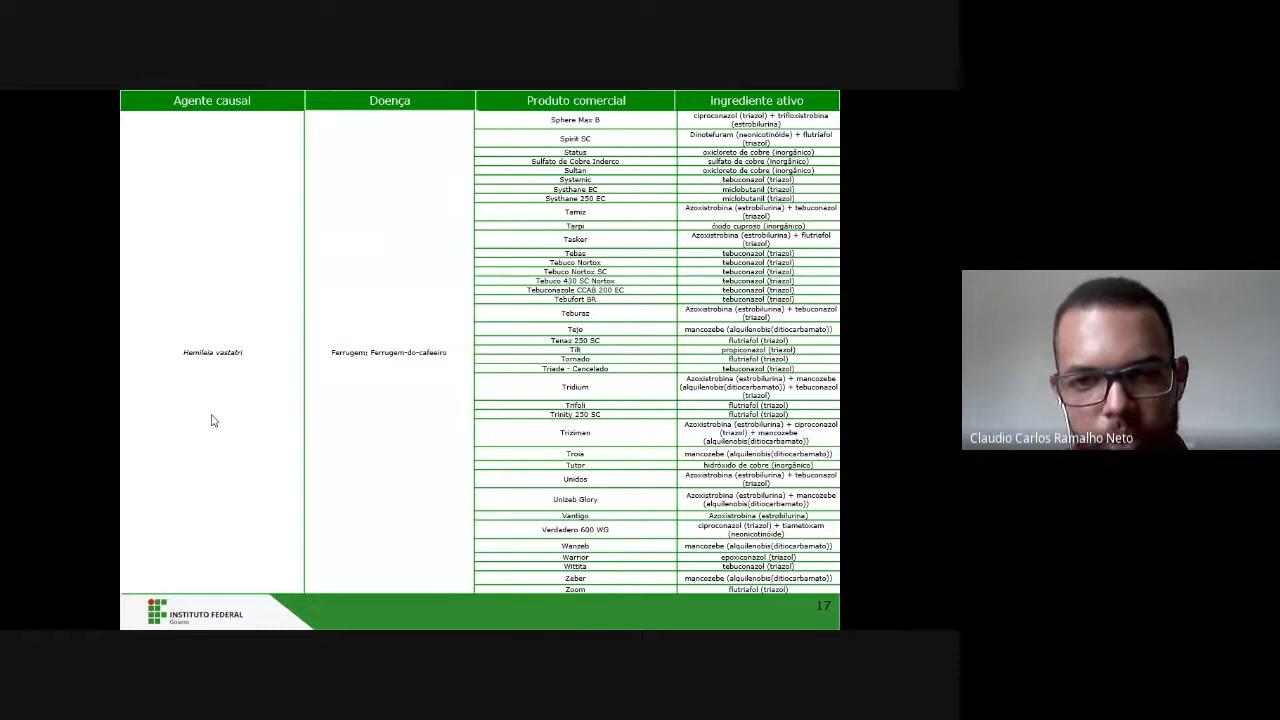 Agente causal Doença Produto comercial ingrediente ativo
Sphere Max B ciproconazol (triazol) + trifloxistrobina
(estrobilurina)
Spirit SC Dinotefuram (neonicotinóide) + flutriafol
(triazol)
Status oxicloreto de cobre (inorgânico)
Sulfato de Cobre Inderco sulfato de cobre (inorgânico)
Sultan oxicloreto de cobre (inorgânico)
Systemic tebuconazol (triazol)
Systhane EC miclobutanil (triazol)
Systhane 250 EC miclobutanil (triazol)
Tamiz Azoxistrobina (estrobilurina) + tebuconazol
(triazol)
Tarpi óxido cuproso (inorgânico)
Tasker Azoxistrobina (estrobilurina) + flutriafol
(triazol)
Tebas tebuconazol (triazol)
Tebuco Nortox tebuconazol (triazol)
Tebuco Nortox SC tebuconazol (triazol)
Tebuco 430 SC Nortox tebuconazol (triazol)
Tebuconazole CCAB 200 EC tebuconazol (triazol)
Tebufort BR tebuconazol (triazol)
Teburaz Azoxistrobina (estrobilurina) + tebuconazol
(triazol)
Tejo mancozebe (alquilenobis(ditiocarbamato))
Tenaz 250 SC flutriafol (triazol)
Hemileia vastatri Ferrugem; Ferrugem-do-cafeeiro Tilt propiconazol (triazol)
Tornado flutriafol (triazol)
Triade - Cancelado tebuconazol (triazol)
Tridium Azoxistrobina (estrobilurina) + mancozebe
(alquilenobis(ditiocarbamato)) + tebuconazol
(triazol)
Trifoli flutriafol (triazol)
Trinity 250 SC flutriafol (triazol)
Triziman Azoxistrobina (estrobilurina) + ciproconazol
(triazol) + mancozebe
(alquilenobis(ditiocarbamato))
Troia mancozebe (alquilenobis(ditiocarbamato))
Tutor hidróxido de cobre (inorgânico)
Unidos Azoxistrobina (estrobilurina) + tebuconazol
(triazol)
Unizeb Glory Azoxistrobina (estrobilurina) + mancozebe
(alquilenobis(ditiocarbamato))
Vantigo Azoxistrobina (estrobilurina)
Verdadero 600 WG ciproconazol (triazol) + tiametoxam
(neonicotinóide)
Wanzeb mancozebe (alquilenobis(ditiocarbamato))
Warrior epoxiconazol (triazol)
Wittita tebuconazol (triazol)
Zeber mancozebe (alquilenobis(ditiocarbamato))
Zoom flutriafol (triazol)
INSTITUTO FEDERAL
Goiano
17
Claudio Carlos Ramalho Neto